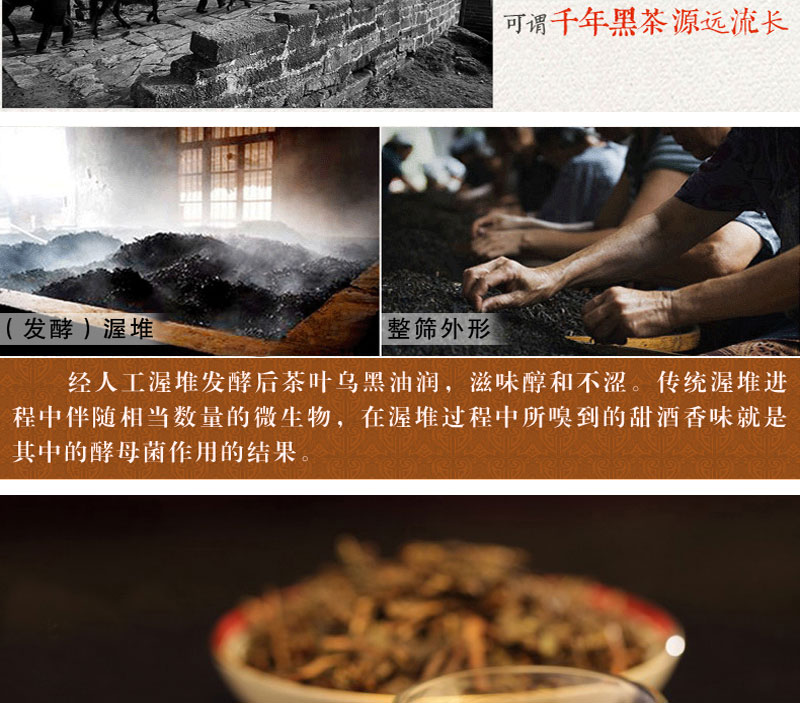 可谓千年黑茶源远流长
(发酵)渥堆
整筛外形
经人工渥堆发酵后茶叶乌黑油润，滋味醇和不涩。传统渥堆进
程中伴随相当数量的微生物，在渥堆过程中所嗅到的甜酒香味就是
其中的酵母菌作用的结果。